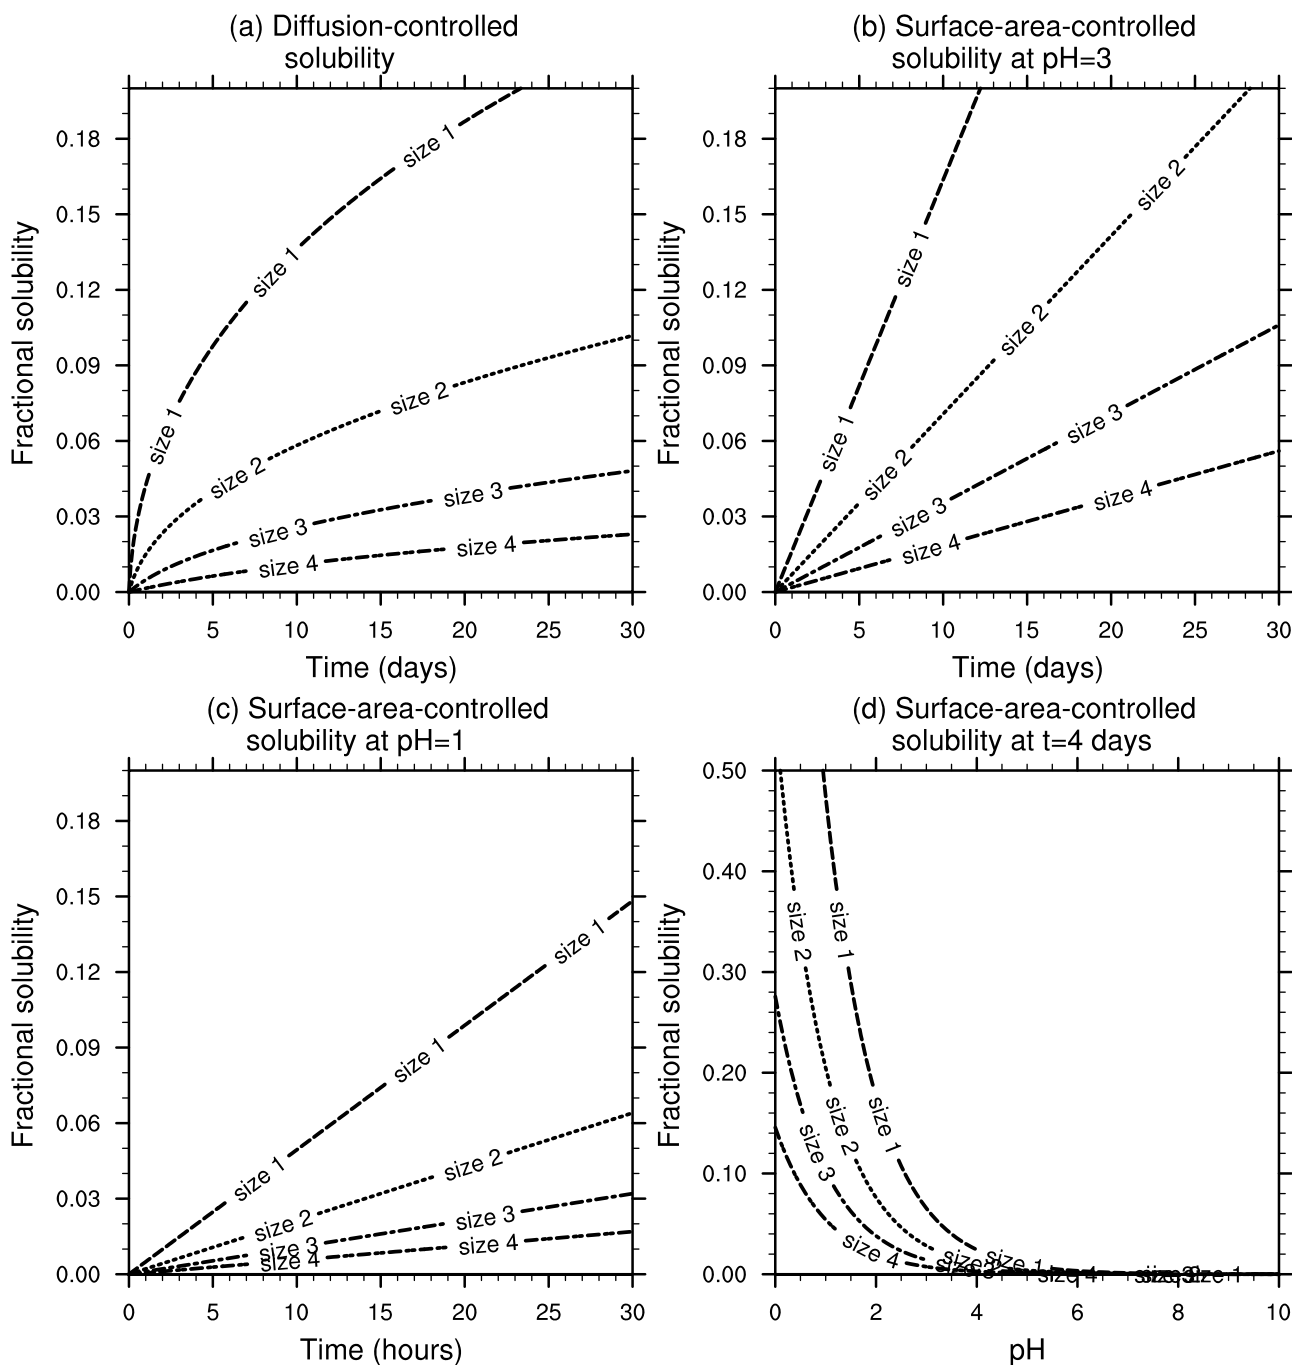 (a) Diffusion-controlled
solubility
(b) Surface-area-controlled
solubility at pH=3
Fractional solubility
0.18
0.15
0.12
0.09
0.06
0.03
0.00
size 1
size 1
size 1
size 2
size 2
size 3
size 3
size 4
size 4
0 5 10 15 20 25 30
Time (days)
Fractional solubility
0.18
0.15
0.12
0.09
0.06
0.03
0.00
size 1
size 1
size 2
size 2
size 2
size 3
size 3
size 4
size 4
0 5 10 15 20 25 30
Time (days)
(c) Surface-area-controlled
solubility at pH=1
(d) Surface-area-controlled
solubility at t=4 days
Fractional solubility
0.18
0.15
0.12
0.09
0.06
0.03
0.00
size 1
size 1
size 1
size 2
size 2
size 3
size 3
size 4
size 4
0 5 10 15 20 25 30
Time (hours)
Fractional solubility
0.50
0.40
0.30
0.20
0.10
0.00
size 2
size 1
size 1
size 2
size 3
size 4
size 1
0 2 4 6 8 10
pH